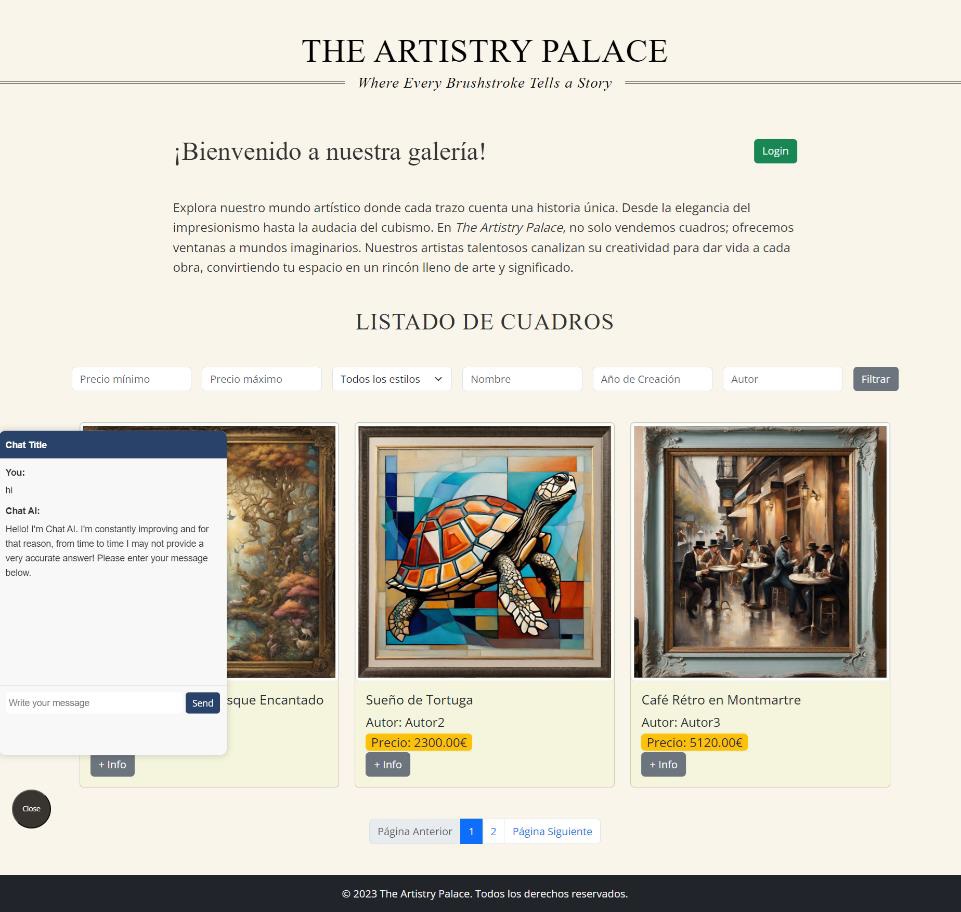 THE ARTISTRY PALACE
Where Every Brushstroke Tells a Story
¡Bienvenido a nuestra galería!
Login
Explora nuestro mundo artístico donde cada trazo cuenta una historia única. Desde la elegancia del
impresionismo hasta la audacia del cubismo. En The Artistry Palace, no solo vendemos cuadros; ofrecemos
ventanas a mundos imaginarios. Nuestros artistas talentosos canalizan su creatividad para dar vida a cada
obra, convirtiendo tu espacio en un rincón lleno de arte y significado.
LISTADO DE CUADROS
Precio mínimo
Precio máximo
Todos los estilos
Nombre
Año de Creación
Autor
Filtrar
Chat Title
You:
hi
Chat AI:
Hello! I'm Chat AI. I'm constantly improving and for
that reason, from time to time I may not provide a
very accurate answer! Please enter your message
below.
Write your message
Send
sque Encantado
+ Info
Sueño de Tortuga
Autor: Autor2
Precio: 2300.00€
+ Info
Café Rétro en Montmartre
Autor: Autor3
Precio: 5120.00€
+ Info
Close
Página Anterior
1
2
Página Siguiente
© 2023 The Artistry Palace. Todos los derechos reservados.